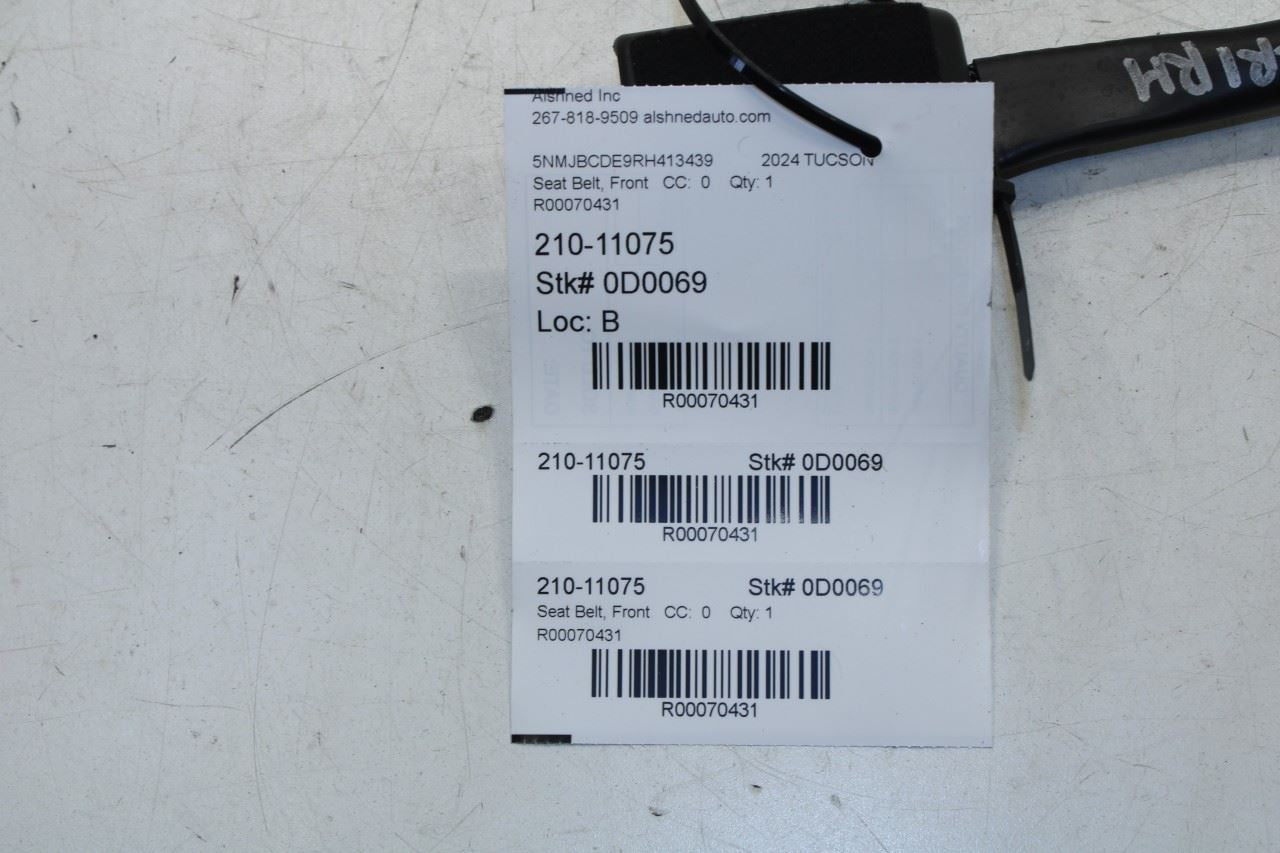 Alshned Inc
267-818-9509 alshnedauto.com
5NMJBCDE9RH413439 2024 TUCSON
Seat Belt, Front CC: 0 Qty: 1
R00070431
210-11075
Stk# 0D0069
Loc: B
R00070431
210-11075 Stk# 0D0069
R00070431
210-11075 Stk# 0D0069
Seat Belt, Front CC: 0 Qty: 1
R00070431
R00070431